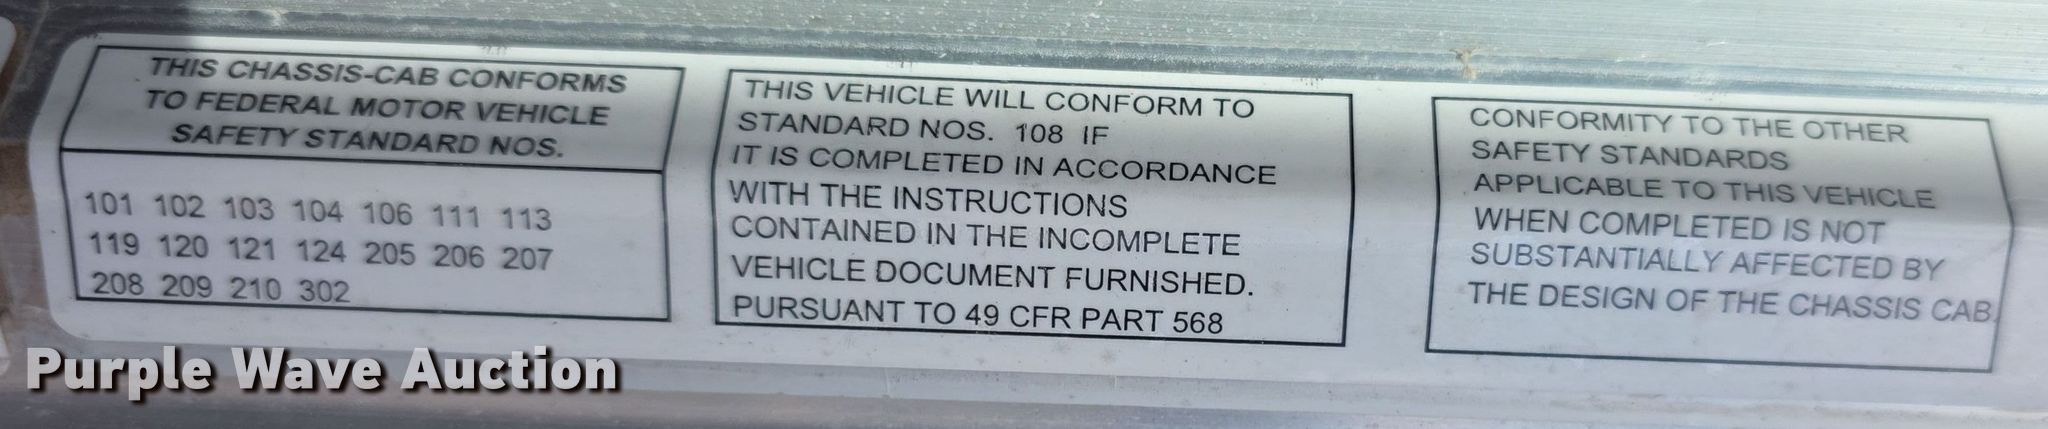 THIS CHASSIS-CAB CONFORMS
TO FEDERAL MOTOR VEHICLE
SAFETY STANDARD NOS.
101 102 103 104 106 111 113
119 120 121 124 205 206 207
208 209 210 302
THIS VEHICLE WILL CONFORM TO
STANDARD NOS. 108 IF
IT IS COMPLETED IN ACCORDANCE
WITH THE INSTRUCTIONS
CONTAINED IN THE INCOMPLETE
VEHICLE DOCUMENT FURNISHED.
PURSUANT TO 49 CFR PART 568
CONFORMITY TO THE OTHER
SAFETY STANDARDS
APPLICABLE TO THIS VEHICLE
WHEN COMPLETED IS NOT
SUBSTANTIALLY AFFECTED BY
THE DESIGN OF THE CHASSIS CAB.
Purple Wave Auction